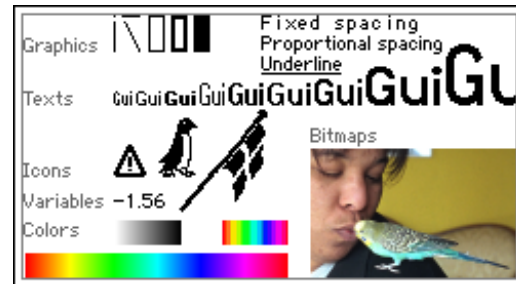 Graphics
Fixed spacing
Proportional spacing
Underline
Texts GuiGuiGuiGuiGuiGuiGuiGuiGu
Bitmaps
Icons
Variables -1.56
Colors